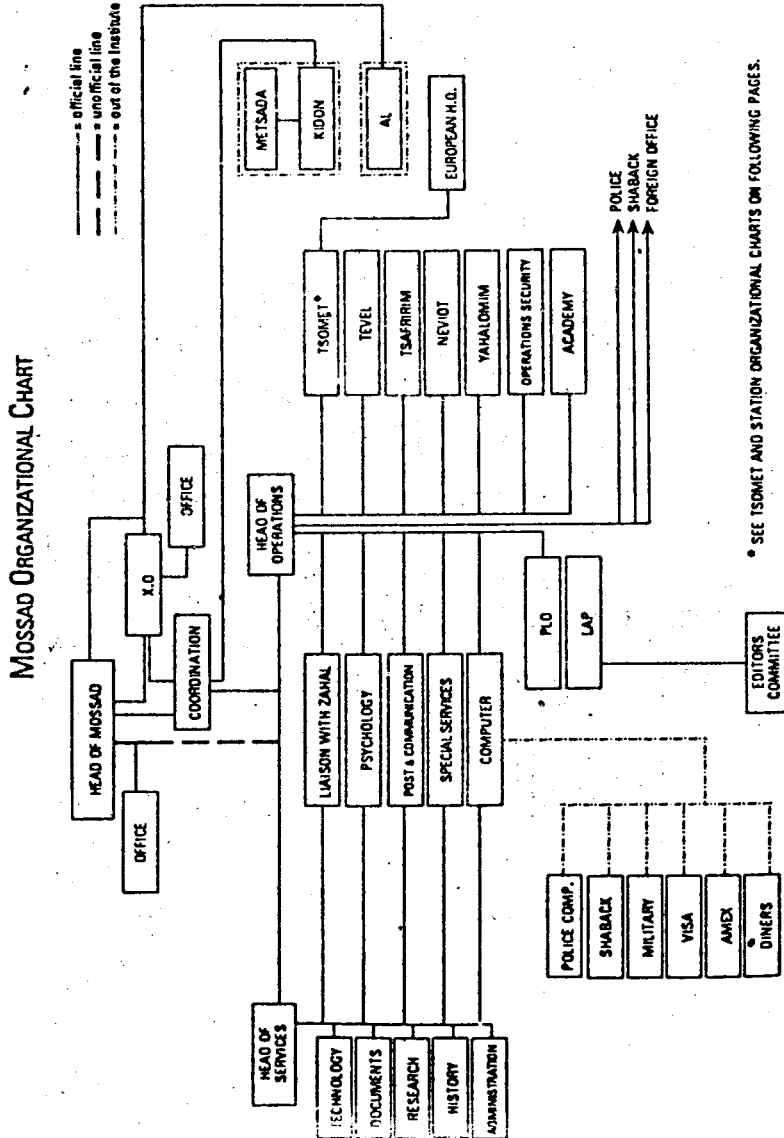 MOSSAD ORGANIZATIONAL CHART
= official line
= unofficial line
= out of the Institute
HEAD OF MOSSAD
OFFICE
X.O
OFFICE
COORDINATION
METSADA
KIDON
AL
HEAD OF
SERVICES
HEAD OF
OPERATIONS
TECHNOLOGY
DOCUMENTS
RESEARCH
HISTORY
ADMINISTRATION
LIAISON WITH ZAHAL
PSYCHOLOGY
POST & COMMUNICATION
SPECIAL SERVICES
COMPUTER
TSOMET*
TEVEL
TSAFRIRIM
NEVIOT
YAHALOMIM
OPERATIONS SECURITY
ACADEMY
EUROPEAN H.Q.
POLICE
SHABACK
FOREIGN OFFICE
PLO
LAP
EDITORS
COMMITTEE
POLICE COMP.
SHABACK
MILITARY
VISA
AMEX
DINERS
* SEE TSOMET AND STATION ORGANIZATIONAL CHARTS ON FOLLOWING PAGES.